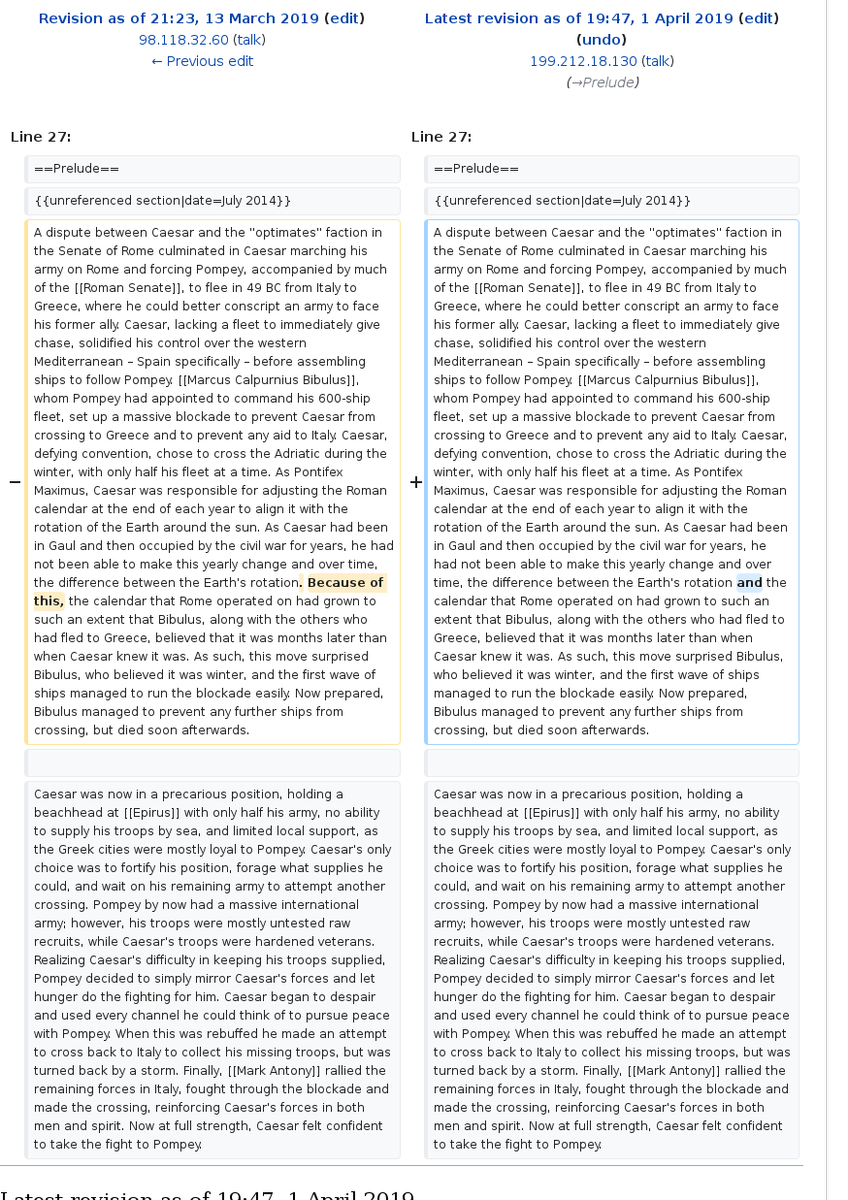 Revision as of 21:23, 13 March 2019 (edit)
98.118.32.60 (talk)
← Previous edit
Latest revision as of 19:47, 1 April 2019 (edit)
(undo)
199.212.18.130 (talk)
(→Prelude)
Line 27:
==Prelude==
{{unreferenced section|date=July 2014}}
− A dispute between Caesar and the "optimates" faction in
the Senate of Rome culminated in Caesar marching his
army on Rome and forcing Pompey, accompanied by much
of the [[Roman Senate]], to flee in 49 BC from Italy to
Greece, where he could better conscript an army to face
his former ally. Caesar, lacking a fleet to immediately give
chase, solidified his control over the western
Mediterranean – Spain specifically – before assembling
ships to follow Pompey. [[Marcus Calpurnius Bibulus]],
whom Pompey had appointed to command his 600-ship
fleet, set up a massive blockade to prevent Caesar from
crossing to Greece and to prevent any aid to Italy. Caesar,
defying convention, chose to cross the Adriatic during the
winter, with only half his fleet at a time. As Pontifex
Maximus, Caesar was responsible for adjusting the Roman
calendar at the end of each year to align it with the
rotation of the Earth around the sun. As Caesar had been
in Gaul and then occupied by the civil war for years, he had
not been able to make this yearly change and over time,
the difference between the Earth's rotation. Because of
this, the calendar that Rome operated on had grown to
such an extent that Bibulus, along with the others who
had fled to Greece, believed that it was months later than
when Caesar knew it was. As such, this move surprised
Bibulus, who believed it was winter, and the first wave of
ships managed to run the blockade easily. Now prepared,
Bibulus managed to prevent any further ships from
crossing, but died soon afterwards.
Caesar was now in a precarious position, holding a
beachhead at [[Epirus]] with only half his army, no ability
to supply his troops by sea, and limited local support, as
the Greek cities were mostly loyal to Pompey. Caesar's only
choice was to fortify his position, forage what supplies he
could, and wait on his remaining army to attempt another
crossing. Pompey by now had a massive international
army; however, his troops were mostly untested raw
recruits, while Caesar's troops were hardened veterans.
Realizing Caesar's difficulty in keeping his troops supplied,
Pompey decided to simply mirror Caesar's forces and let
hunger do the fighting for him. Caesar began to despair
and used every channel he could think of to pursue peace
with Pompey. When this was rebuffed he made an attempt
to cross back to Italy to collect his missing troops, but was
turned back by a storm. Finally, [[Mark Antony]] rallied the
remaining forces in Italy, fought through the blockade and
made the crossing, reinforcing Caesar's forces in both
men and spirit. Now at full strength, Caesar felt confident
to take the fight to Pompey.
Line 27:
==Prelude==
{{unreferenced section|date=July 2014}}
+ A dispute between Caesar and the "optimates" faction in
the Senate of Rome culminated in Caesar marching his
army on Rome and forcing Pompey, accompanied by much
of the [[Roman Senate]], to flee in 49 BC from Italy to
Greece, where he could better conscript an army to face
his former ally. Caesar, lacking a fleet to immediately give
chase, solidified his control over the western
Mediterranean – Spain specifically – before assembling
ships to follow Pompey. [[Marcus Calpurnius Bibulus]],
whom Pompey had appointed to command his 600-ship
fleet, set up a massive blockade to prevent Caesar from
crossing to Greece and to prevent any aid to Italy. Caesar,
defying convention, chose to cross the Adriatic during the
winter, with only half his fleet at a time. As Pontifex
Maximus, Caesar was responsible for adjusting the Roman
calendar at the end of each year to align it with the
rotation of the Earth around the sun. As Caesar had been
in Gaul and then occupied by the civil war for years, he
had not been able to make this yearly change and over
time, the difference between the Earth's rotation and the
calendar that Rome operated on had grown to such an
extent that Bibulus, along with the others who had fled to
Greece, believed that it was months later than when
Caesar knew it was. As such, this move surprised Bibulus,
who believed it was winter, and the first wave of ships
managed to run the blockade easily. Now prepared,
Bibulus managed to prevent any further ships from
crossing, but died soon afterwards.
Caesar was now in a precarious position, holding a
beachhead at [[Epirus]] with only half his army, no ability
to supply his troops by sea, and limited local support, as
the Greek cities were mostly loyal to Pompey. Caesar's only
choice was to fortify his position, forage what supplies he
could, and wait on his remaining army to attempt another
crossing. Pompey by now had a massive international
army; however, his troops were mostly untested raw
recruits, while Caesar's troops were hardened veterans.
Realizing Caesar's difficulty in keeping his troops supplied,
Pompey decided to simply mirror Caesar's forces and let
hunger do the fighting for him. Caesar began to despair
and used every channel he could think of to pursue peace
with Pompey. When this was rebuffed he made an attempt
to cross back to Italy to collect his missing troops, but was
turned back by a storm. Finally, [[Mark Antony]] rallied the
remaining forces in Italy, fought through the blockade and
made the crossing, reinforcing Caesar's forces in both
men and spirit. Now at full strength, Caesar felt confident
to take the fight to Pompey.
Latest revision as of 19:47, 1 April 2019